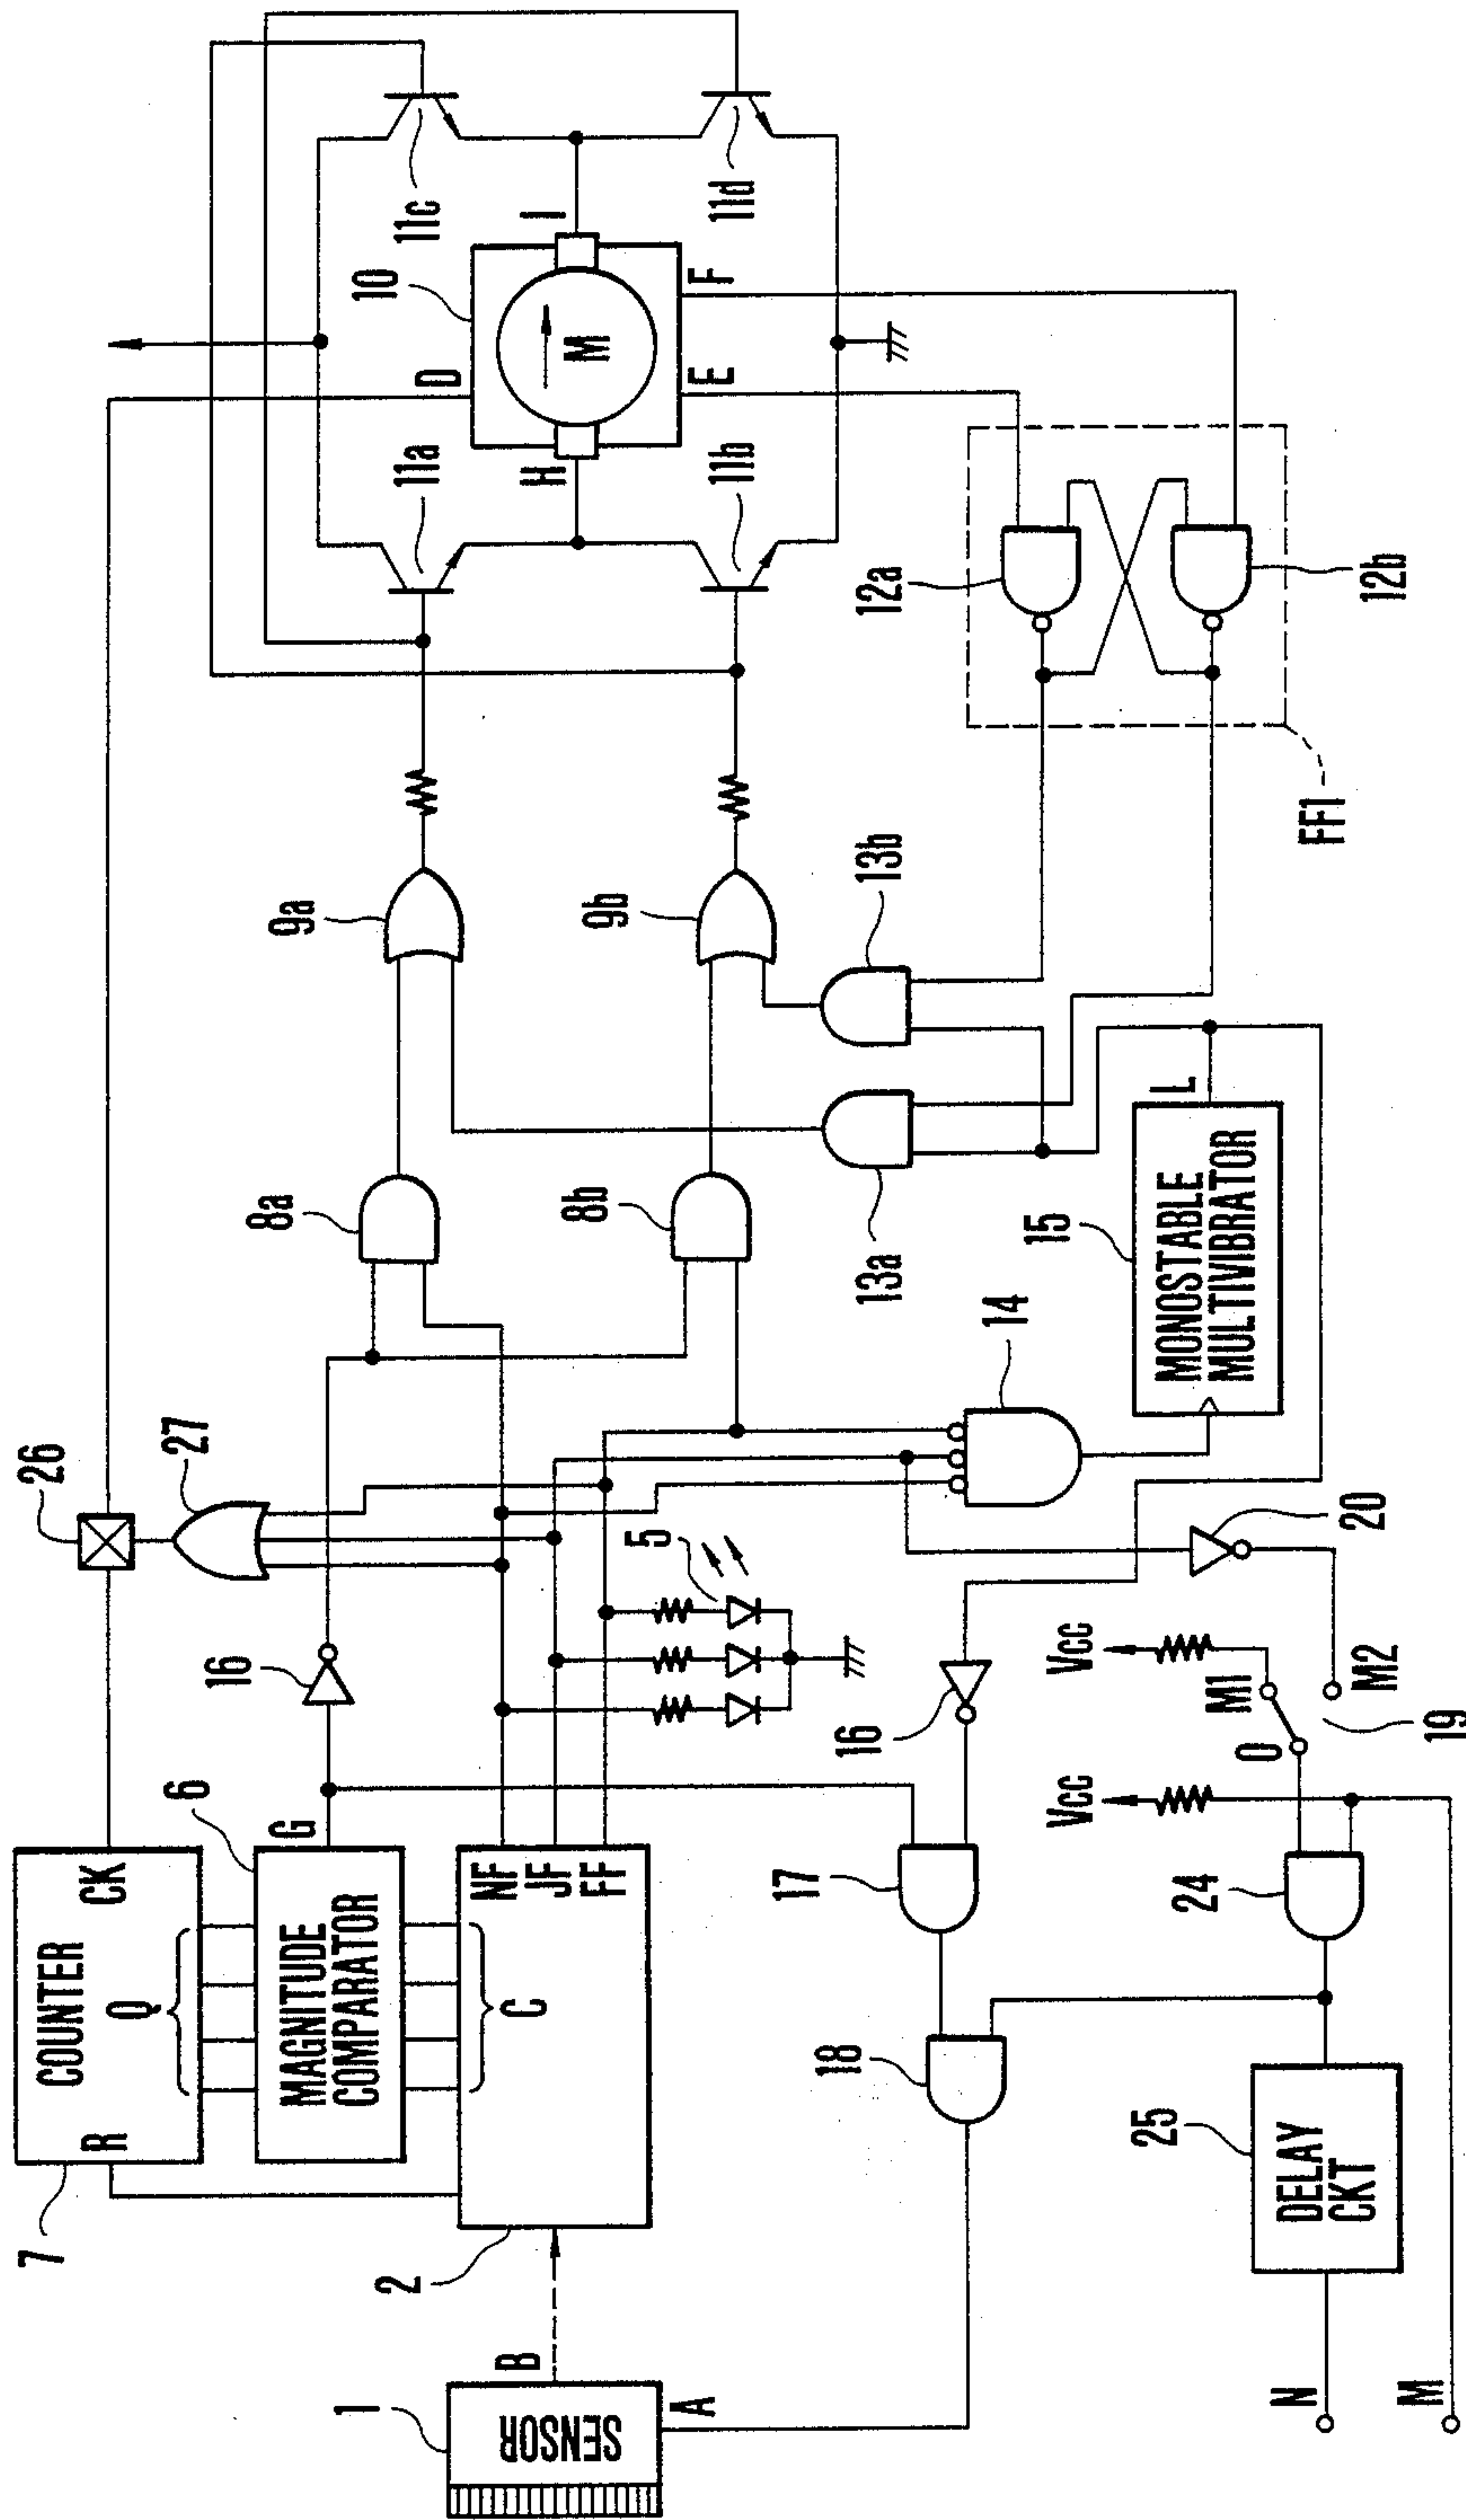 COUNTER
CK
Q
R
7
26
27
D
10
11a
11c
H
I
M
E
F
11b
11d
MAGNITUDE
COMPARATOR
G
6
16
8a
9a
NF
JF
FF
C
2
5
8b
9b
SENSOR
1
B
A
17
18
16
14
13a
13b
12a
12b
FF1
MONOSTABLE
MULTIVIBRATOR
15
L
Vcc
Vcc
M1
M2
O
19
20
24
DELAY
CKT
25
N
M